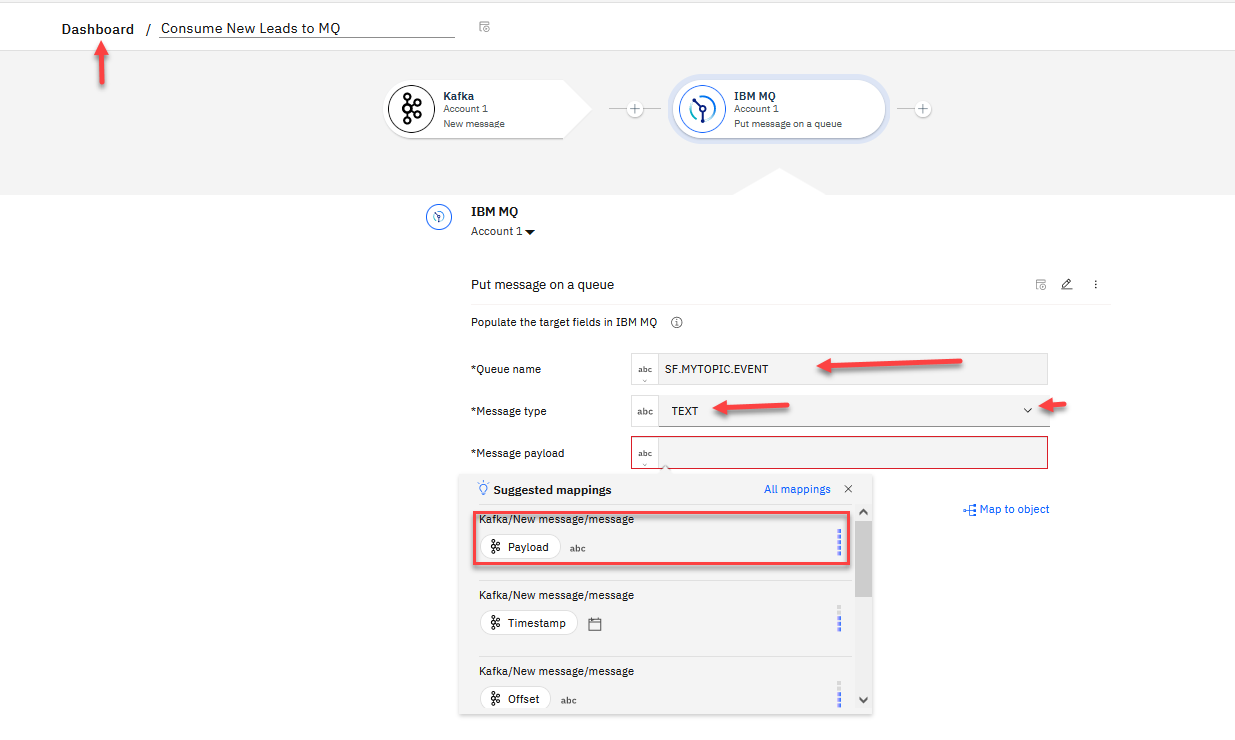 Dashboard / Consume New Leads to MQ
Kafka
Account 1
New message
IBM MQ
Account 1
Put message on a queue
IBM MQ
Account 1
Put message on a queue
Populate the target fields in IBM MQ
*Queue name abc SF.MYTOPIC.EVENT
*Message type abc TEXT
*Message payload abc
Suggested mappings All mappings
Map to object
Kafka/New message/message
Payload abc
Kafka/New message/message
Timestamp
Kafka/New message/message
Offset abc